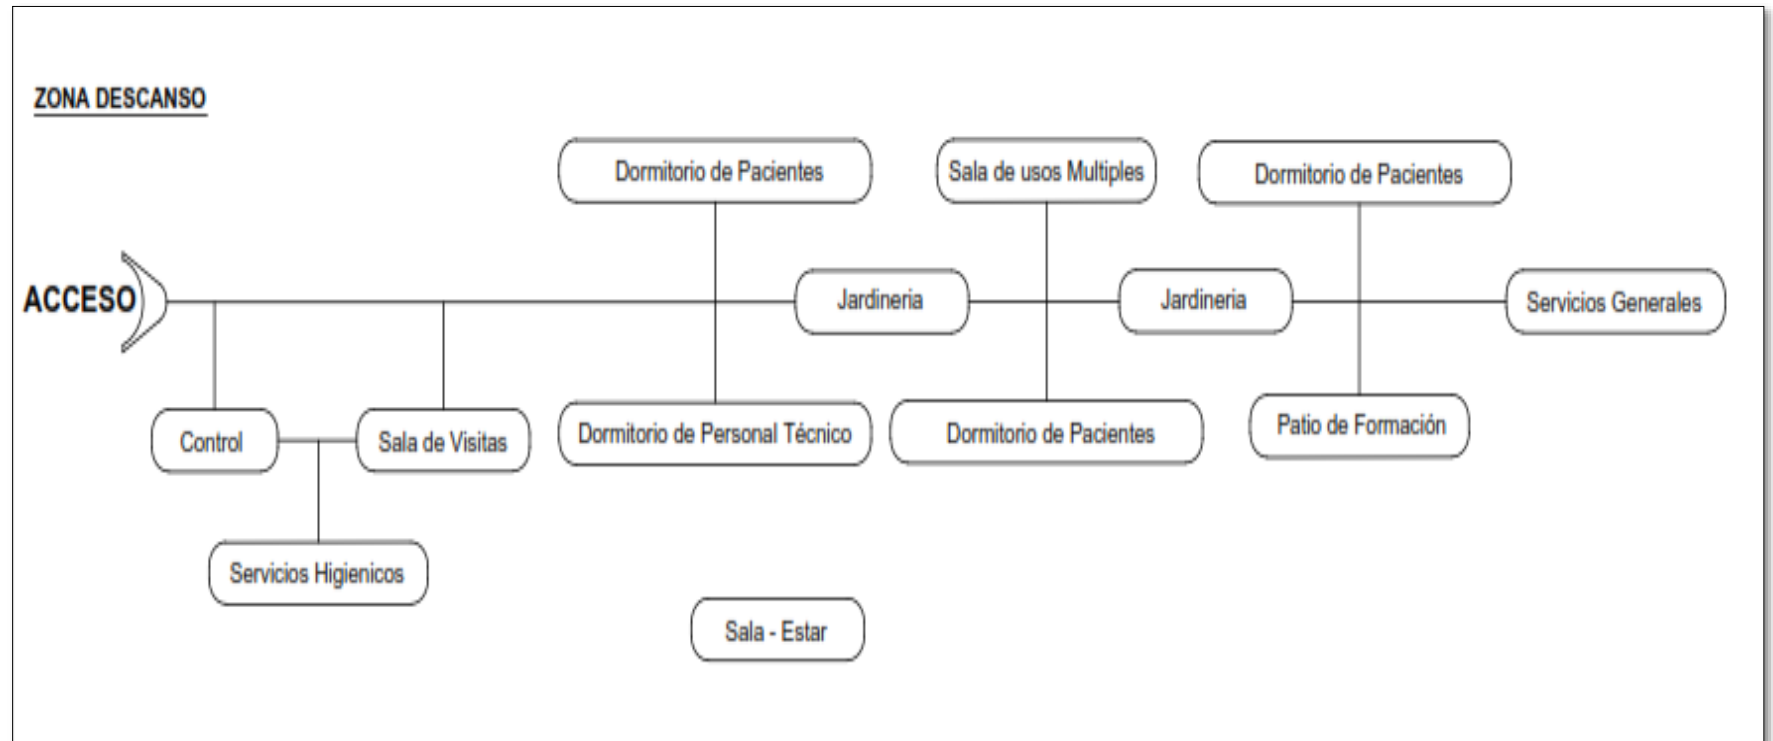 ZONA DESCANSO
Dormitorio de Pacientes
Sala de usos Multiples
Dormitorio de Pacientes
ACCESO
Jardineria
Jardineria
Servicios Generales
Control
Sala de Visitas
Dormitorio de Personal Técnico
Dormitorio de Pacientes
Patio de Formación
Servicios Higienicos
Sala - Estar